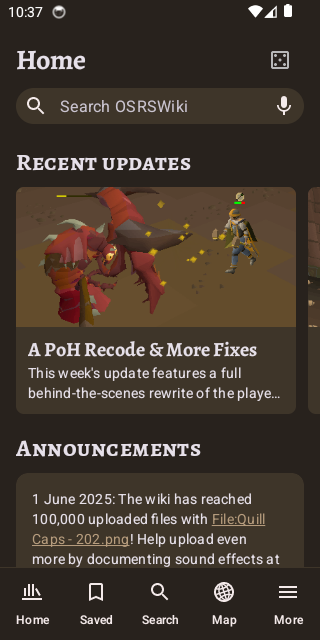 10:37
Home
Search OSRSWiki
Recent updates
A PoH Recode & More Fixes
This week's update features a full
behind-the-scenes rewrite of the playe…
Announcements
1 June 2025: The wiki has reached
100,000 uploaded files with File:Quill
Caps - 202.png! Help upload even
more by documenting sound effects at
Home
Saved
Search
Map
More